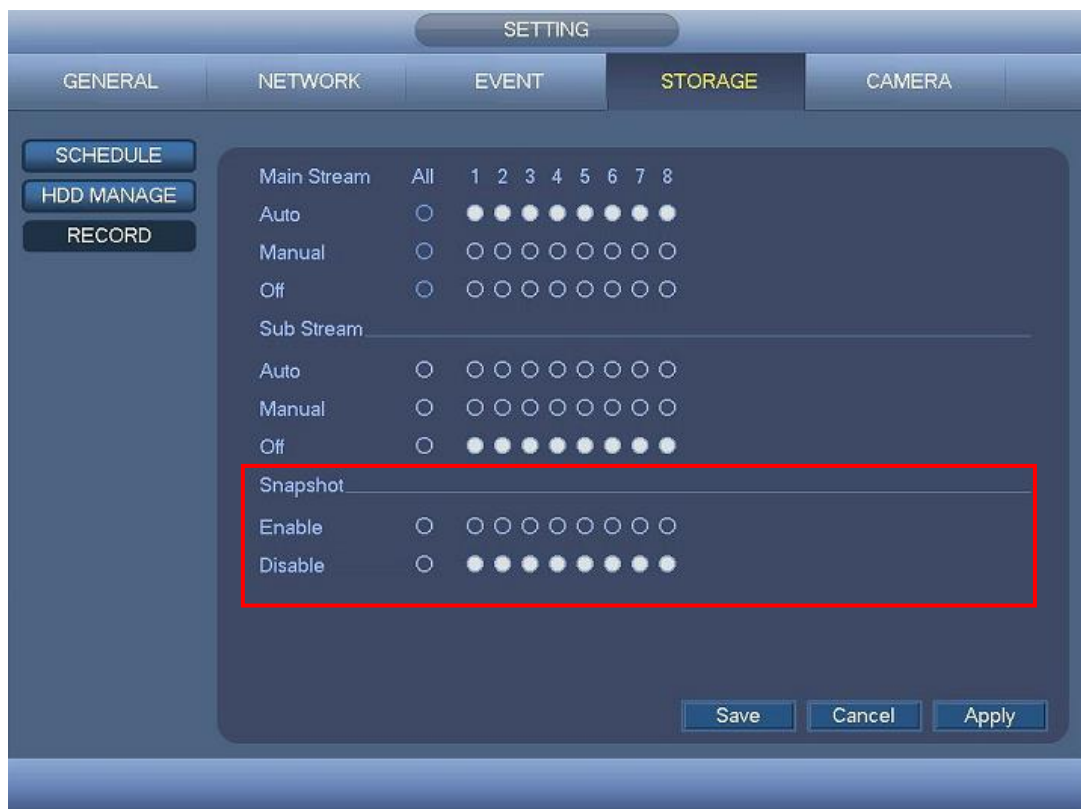 SETTING
GENERAL NETWORK EVENT STORAGE CAMERA
SCHEDULE
HDD MANAGE
RECORD
Main Stream All 1 2 3 4 5 6 7 8
Auto
Manual
Off
Sub Stream
Auto
Manual
Off
Snapshot
Enable
Disable
Save Cancel Apply